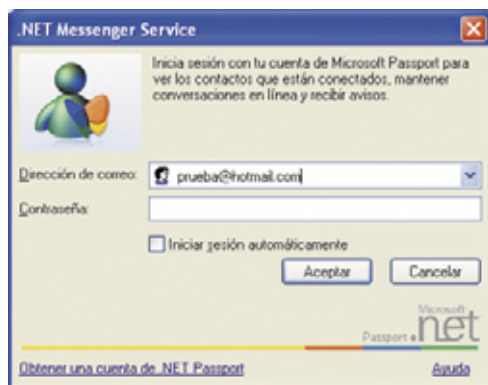 .NET Messenger Service
Inicia sesión con tu cuenta de Microsoft Passport para
ver los contactos que están conectados, mantener
conversaciones en línea y recibir avisos.
Dirección de correo: prueba@hotmail.com
Contraseña:
Iniciar sesión automáticamente
Aceptar Cancelar
Microsoft
Passport .net
Obtener una cuenta de .NET Passport Ayuda